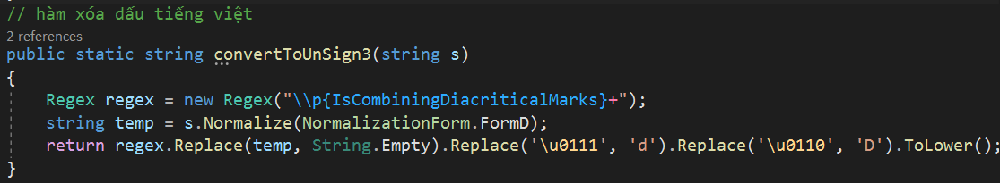 // hàm xóa dấu tiếng việt
2 references
public static string convertToUnSign3(string s)
{
    Regex regex = new Regex("\\p{IsCombiningDiacriticalMarks}+");
    string temp = s.Normalize(NormalizationForm.FormD);
    return regex.Replace(temp, String.Empty).Replace('\u0111', 'd').Replace('\u0110', 'D').ToLower();
}